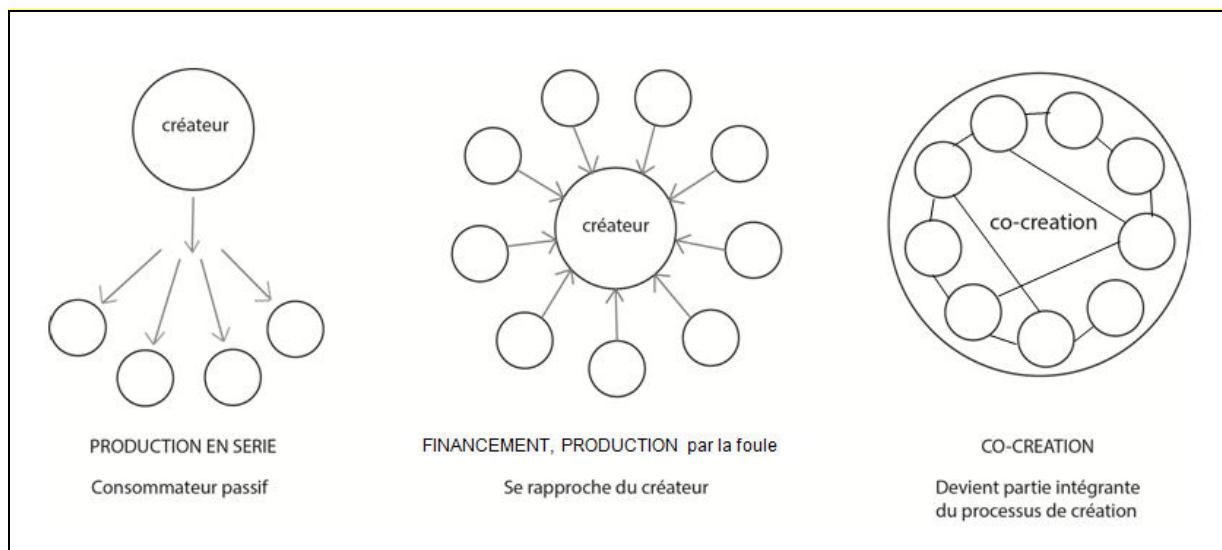 créateur
PRODUCTION EN SERIE
Consommateur passif
créateur
FINANCEMENT, PRODUCTION par la foule
Se rapproche du créateur
co-creation
CO-CREATION
Devient partie intégrante
du processus de création